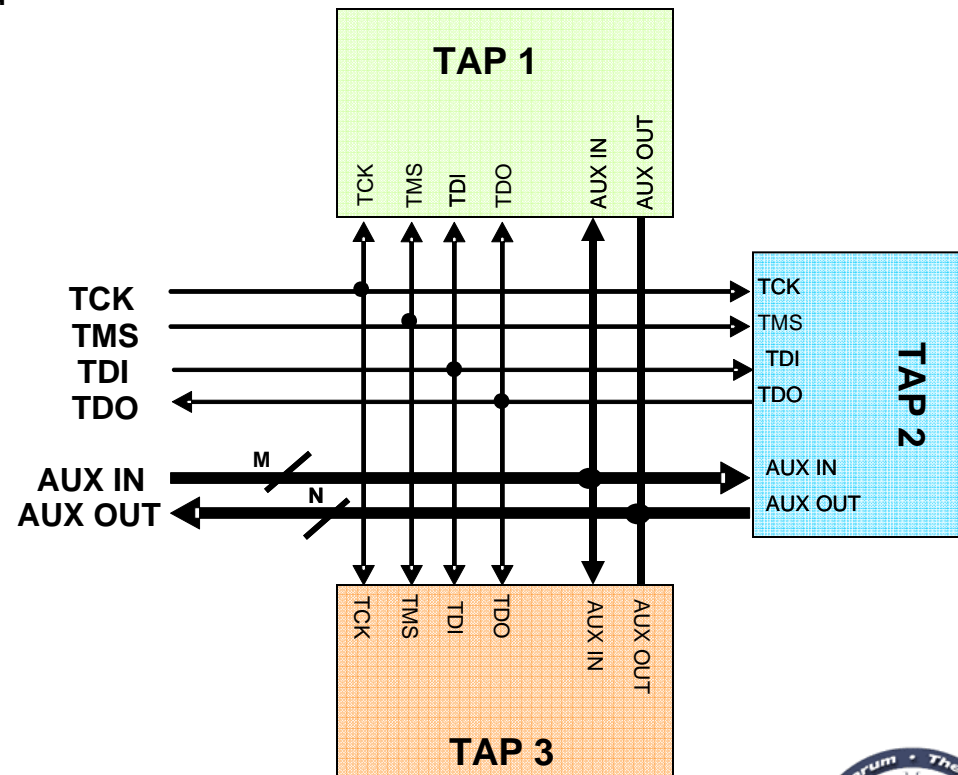 TAP 1
TCK
TMS
TDI
TDO
AUX IN
AUX OUT
TCK
TMS
TDI
TDO
M
AUX IN
N
AUX OUT
TCK
TMS
TDI
TDO
AUX IN
AUX OUT
TAP 2
TCK
TMS
TDI
TDO
AUX IN
AUX OUT
TAP 3
The